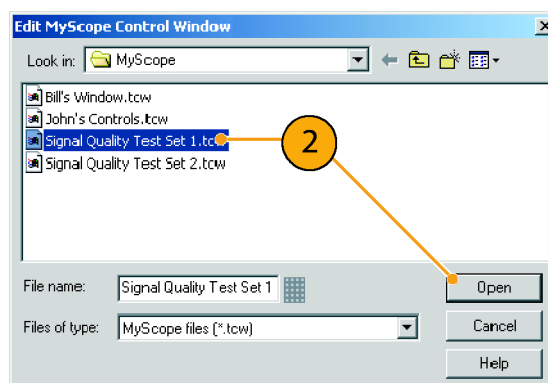 Edit MyScope Control Window
Look in: MyScope
Bill's Window.tcw
John's Controls.tcw
Signal Quality Test Set 1.tcw
Signal Quality Test Set 2.tcw
2
File name: Signal Quality Test Set 1 Open
Files of type: MyScope files (*.tcw) Cancel
Help